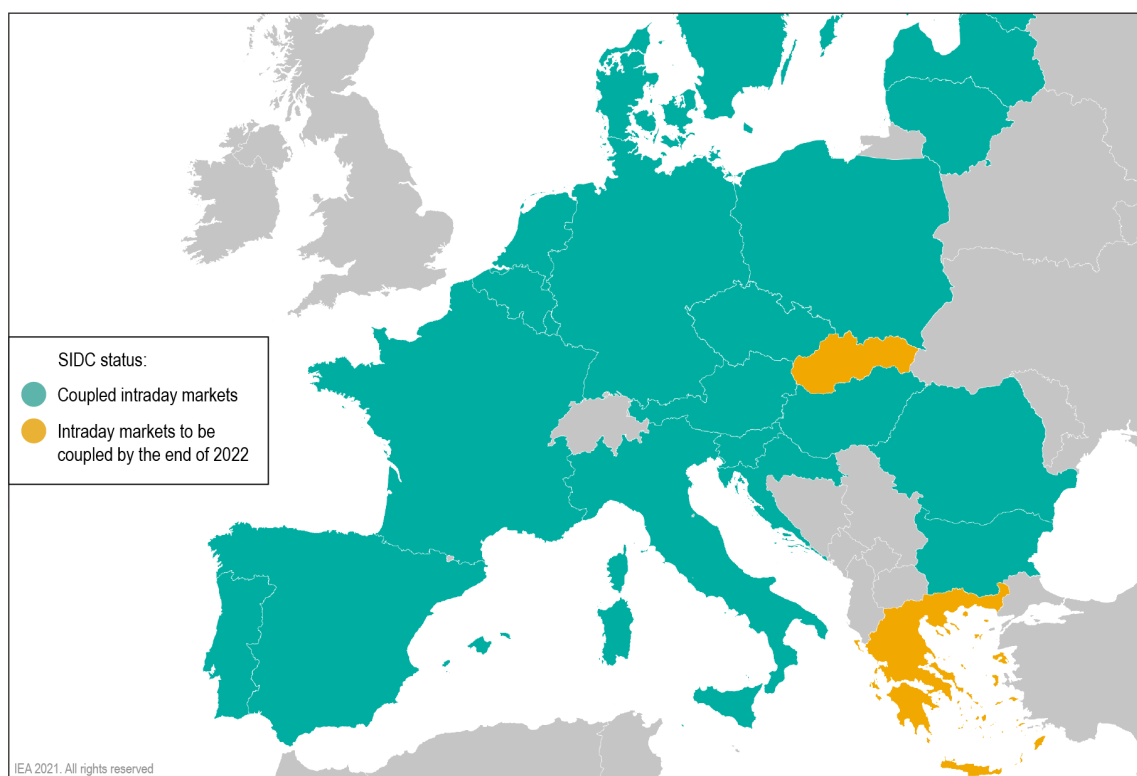 SIDC status:
Coupled intraday markets
Intraday markets to be
coupled by the end of 2022
IEA 2021. All rights reserved